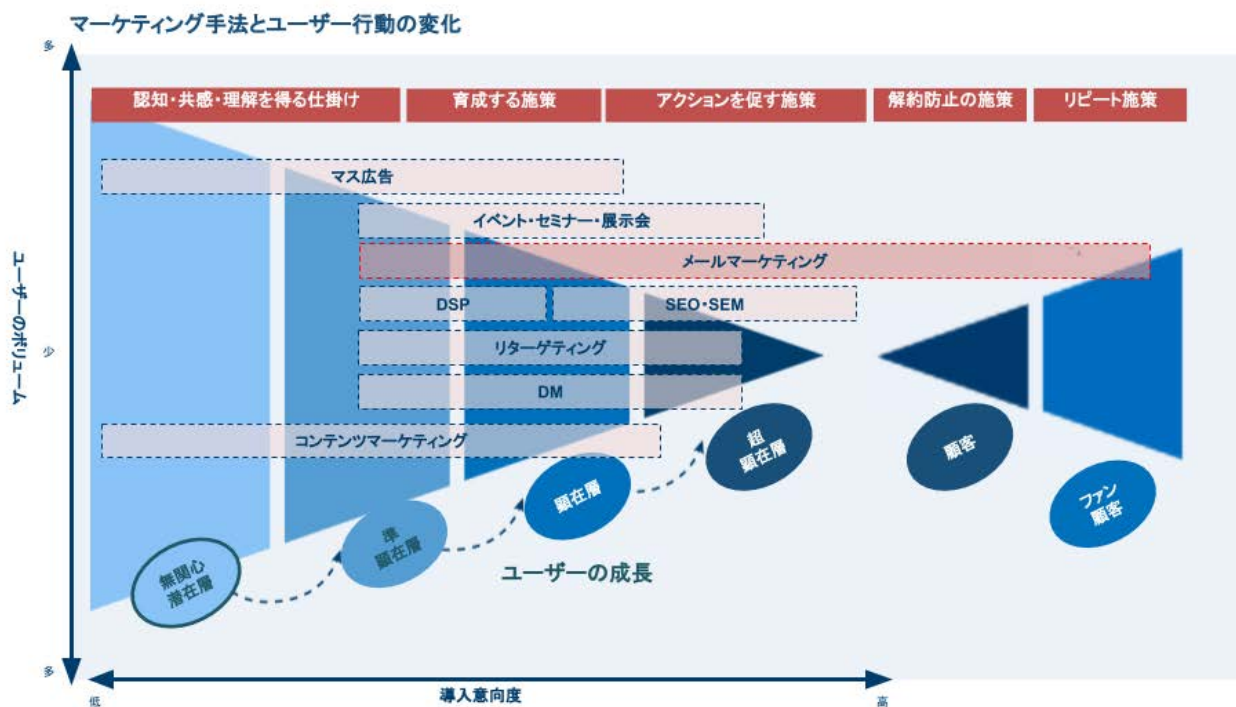 マーケティング手法とユーザー行動の変化
多
認知・共感・理解を得る仕掛け
育成する施策
アクションを促す施策
解約防止の施策
リピート施策
マス広告
イベント・セミナー・展示会
メールマーケティング
DSP
SEO・SEM
ユーザーのボリューム
少
リターゲティング
DM
コンテンツマーケティング
超
顕在層
顧客
顕在層
ファン
顧客
準
顕在層
無関心
潜在層
ユーザーの成長
多
低
導入意向度
高